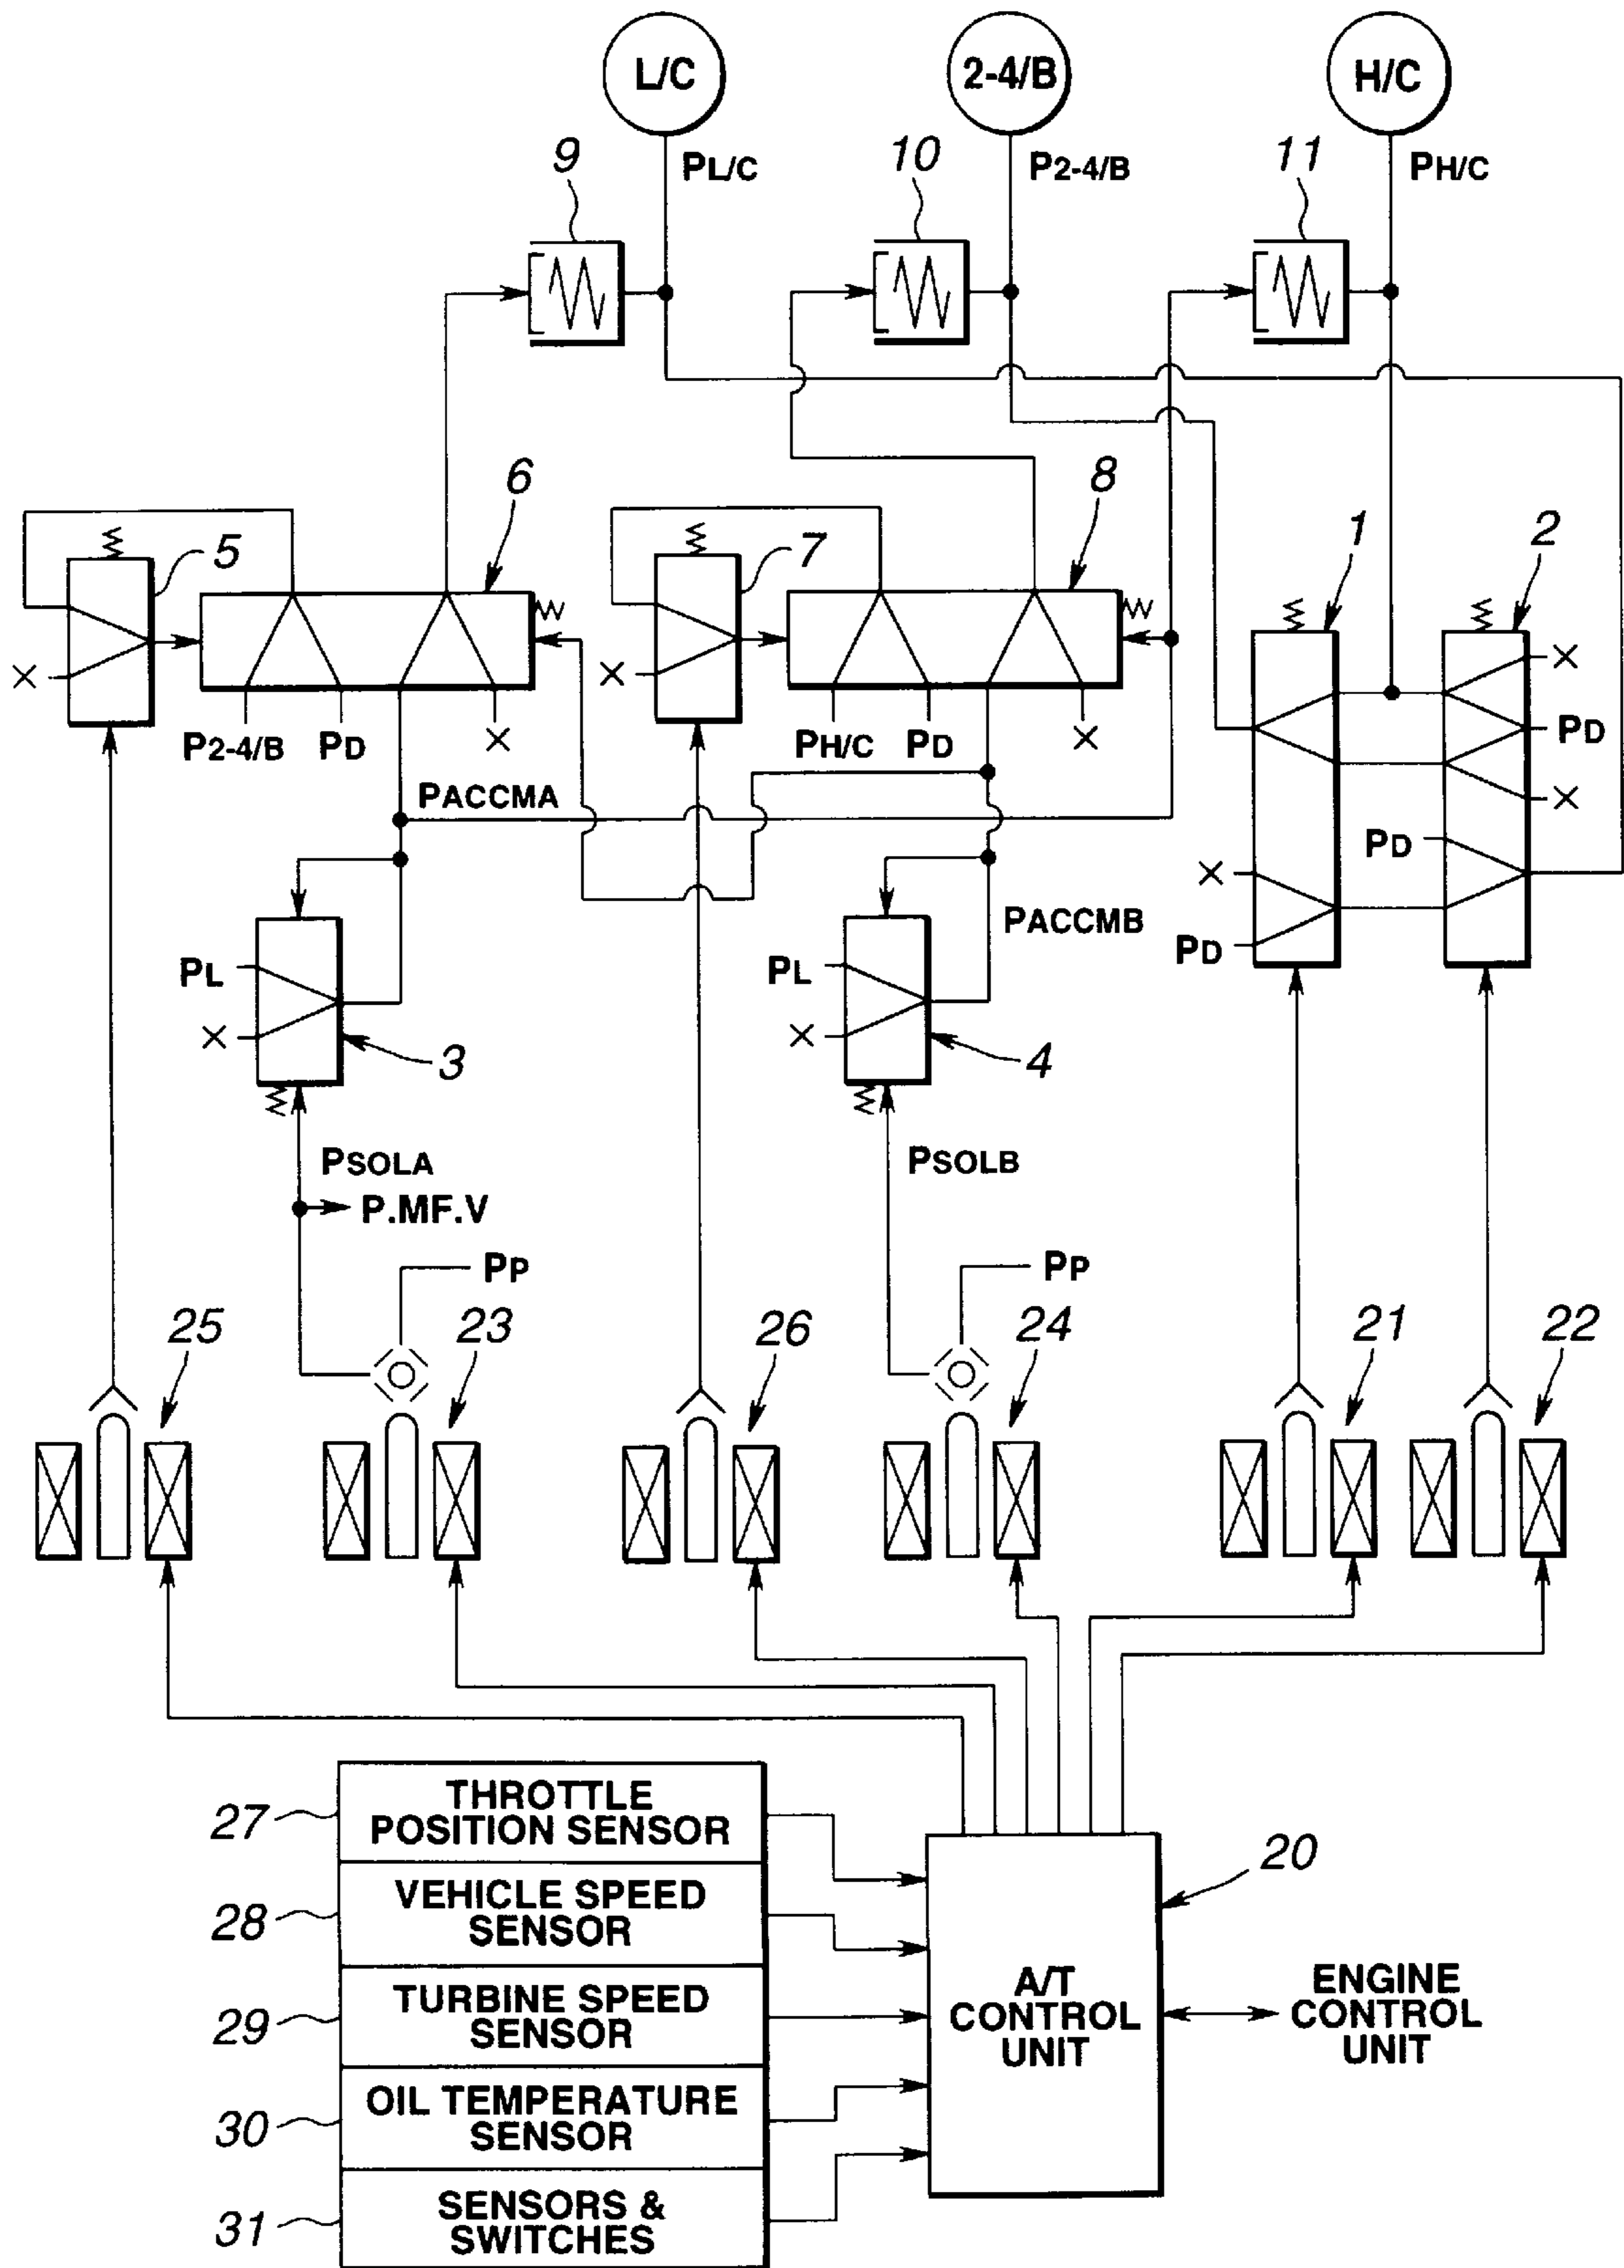 L/C
2-4/B
H/C
9
PL/C
10
P2-4/B
11
PH/C
6
8
5
7
1
2
P2-4/B
PD
PH/C
PD
PD
PACCMA
PD
PACCMB
PD
PL
PL
3
4
PSOLA
PSOLB
P.MF.V
PP
PP
25
23
26
24
21
22
27
THROTTLE
POSITION SENSOR
20
28
VEHICLE SPEED
SENSOR
29
TURBINE SPEED
SENSOR
A/T
CONTROL
UNIT
ENGINE
CONTROL
UNIT
30
OIL TEMPERATURE
SENSOR
31
SENSORS &
SWITCHES